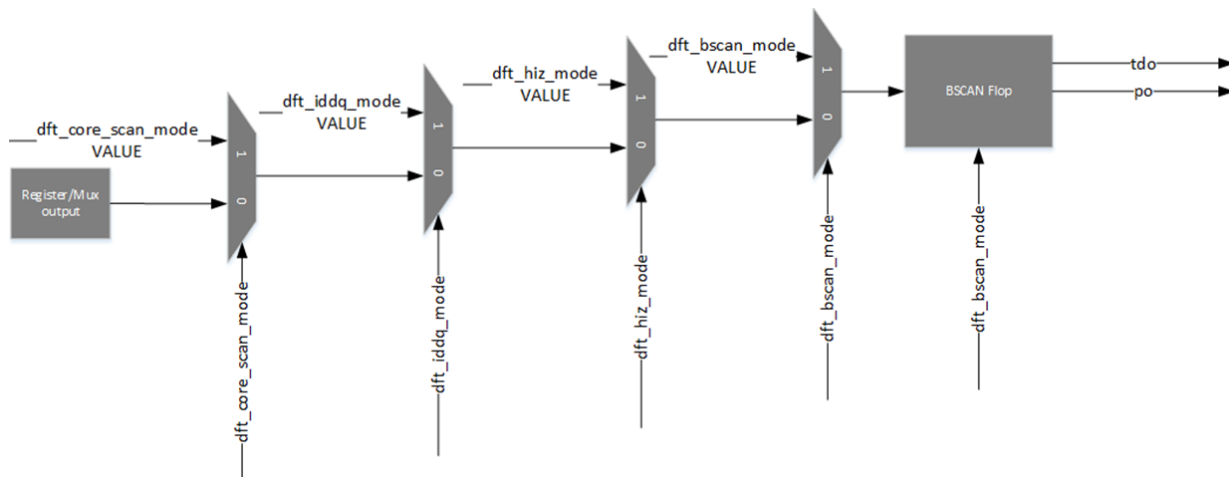 dft_core_scan_mode
VALUE
Register/Mux
output
1
0
dft_core_scan_mode
dft_iddq_mode
VALUE
1
0
dft_iddq_mode
dft_hiz_mode
VALUE
1
0
dft_hiz_mode
dft_bscan_mode
VALUE
1
0
dft_bscan_mode
BSCAN Flop
dft_bscan_mode
tdo
po